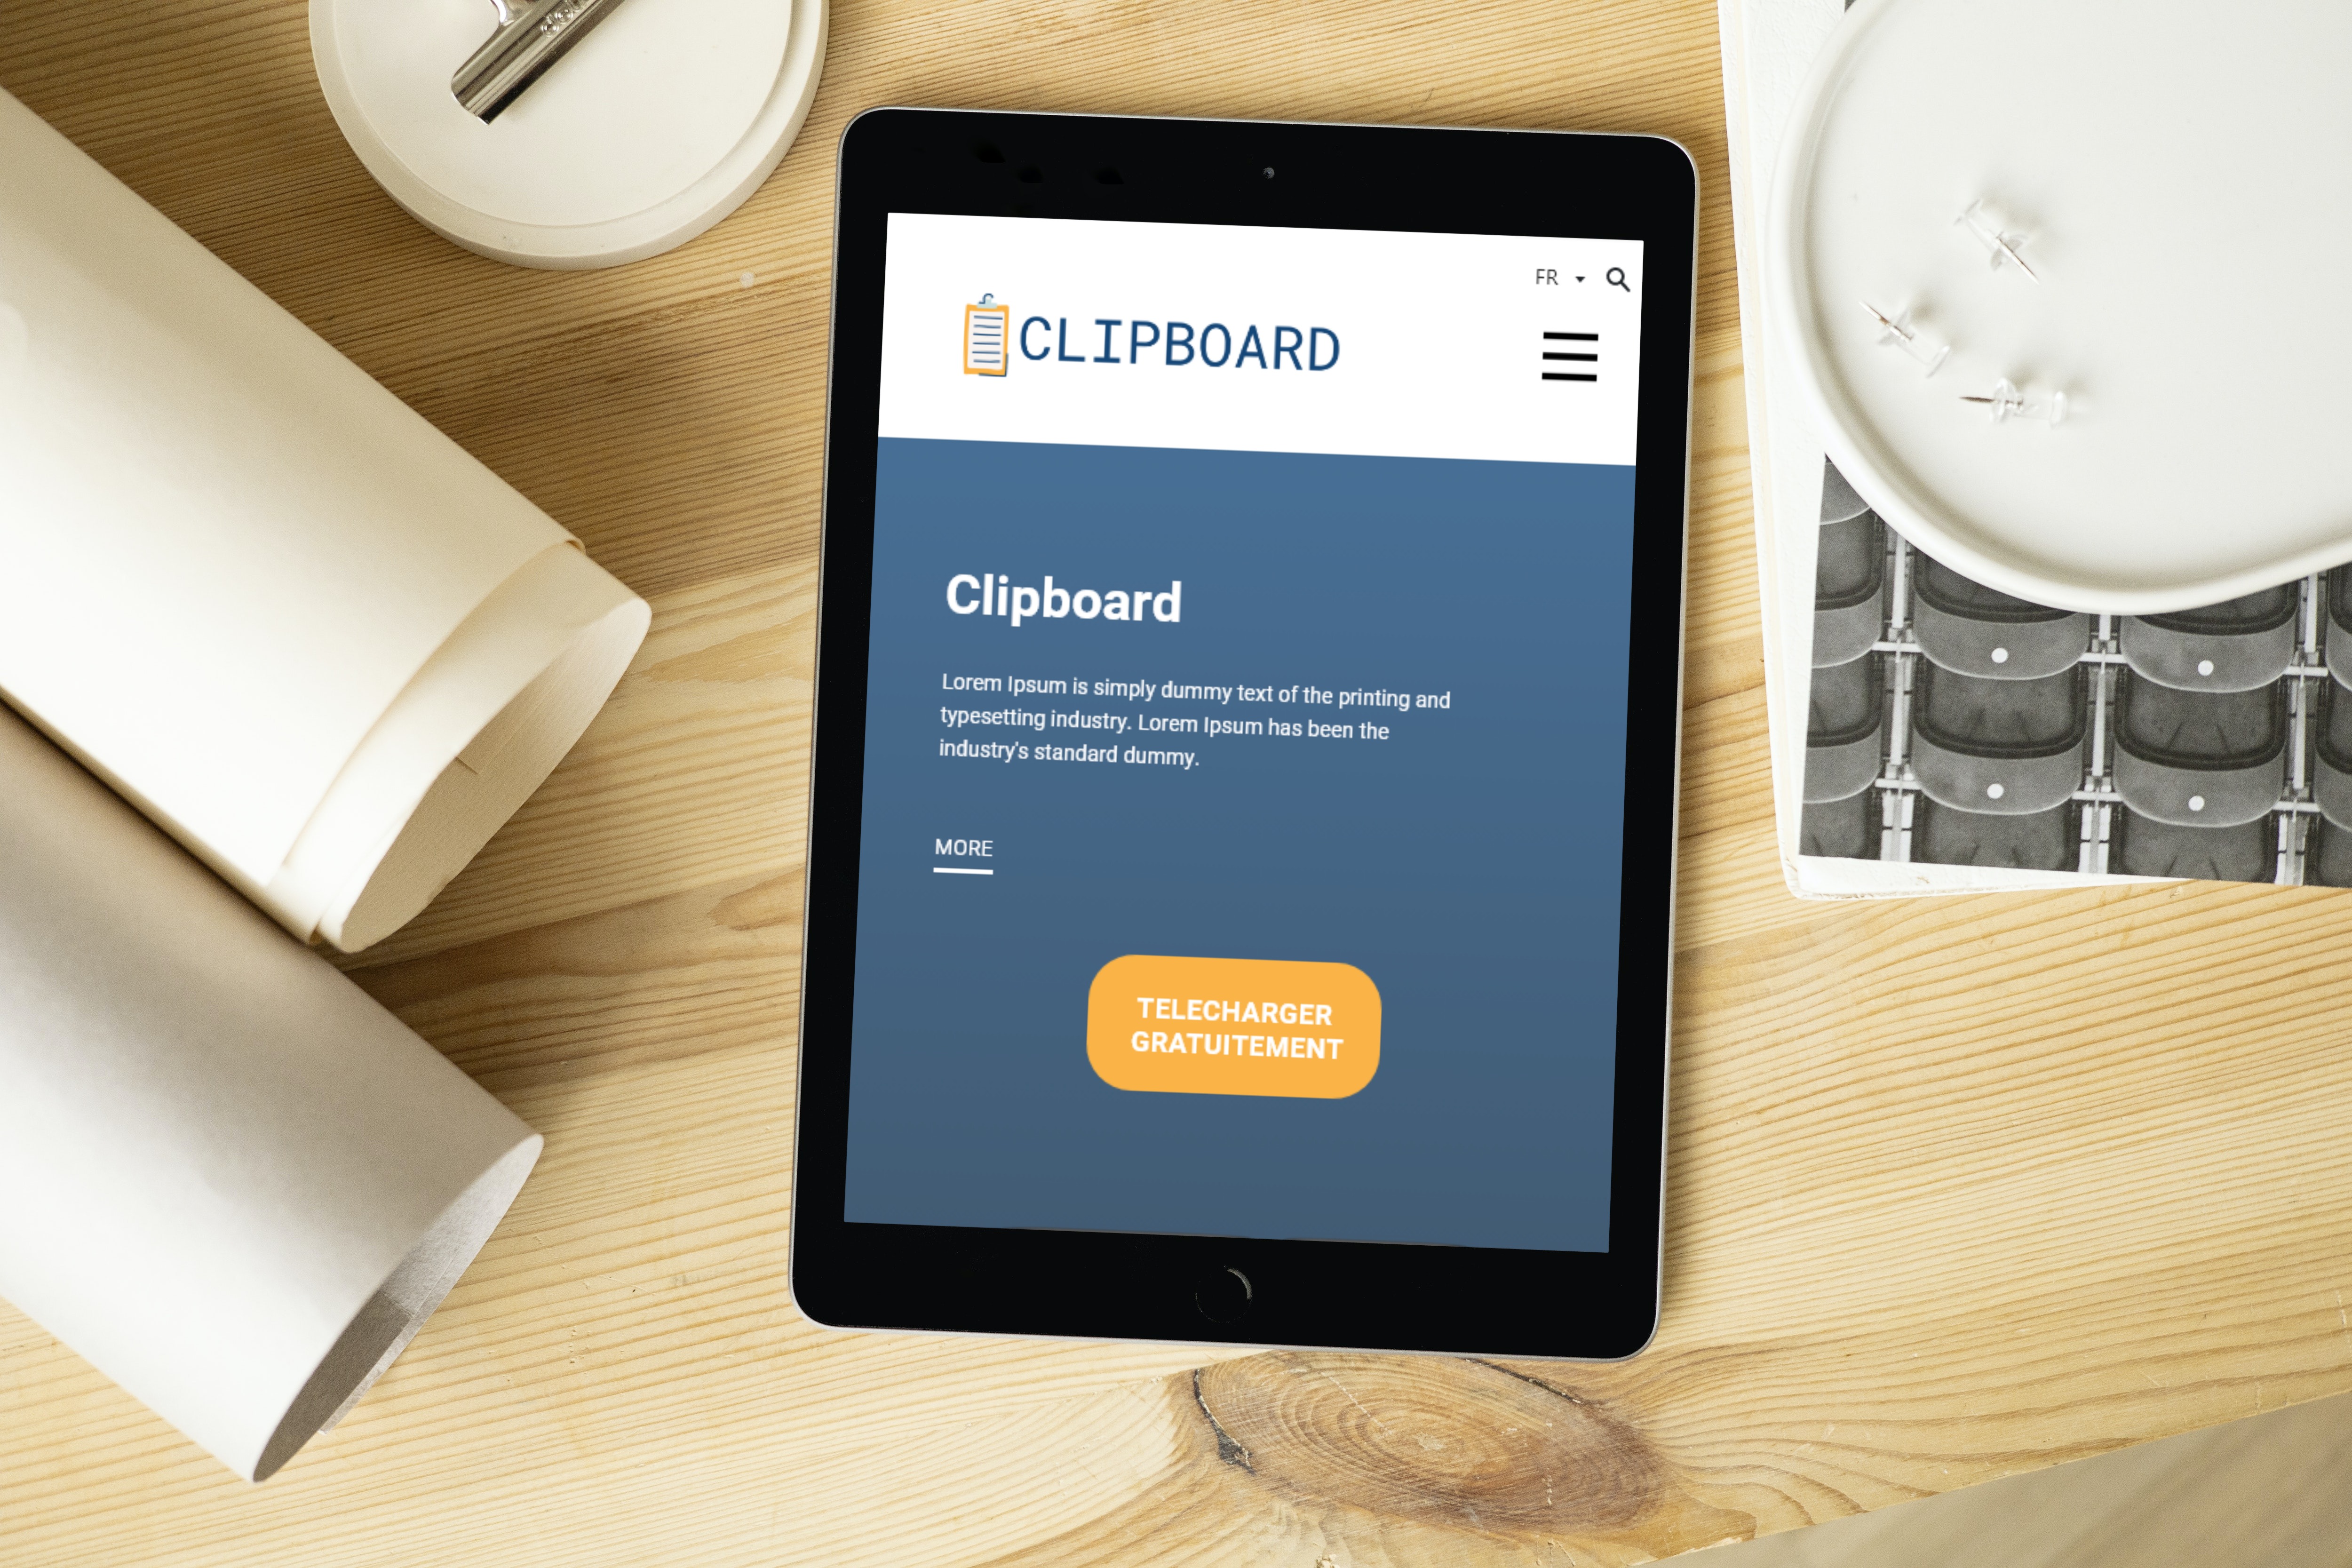 FR
CLIPBOARD
Clipboard
Lorem Ipsum is simply dummy text of the printing and
typesetting industry. Lorem Ipsum has been the
industry's standard dummy.
MORE
TELECHARGER
GRATUITEMENT